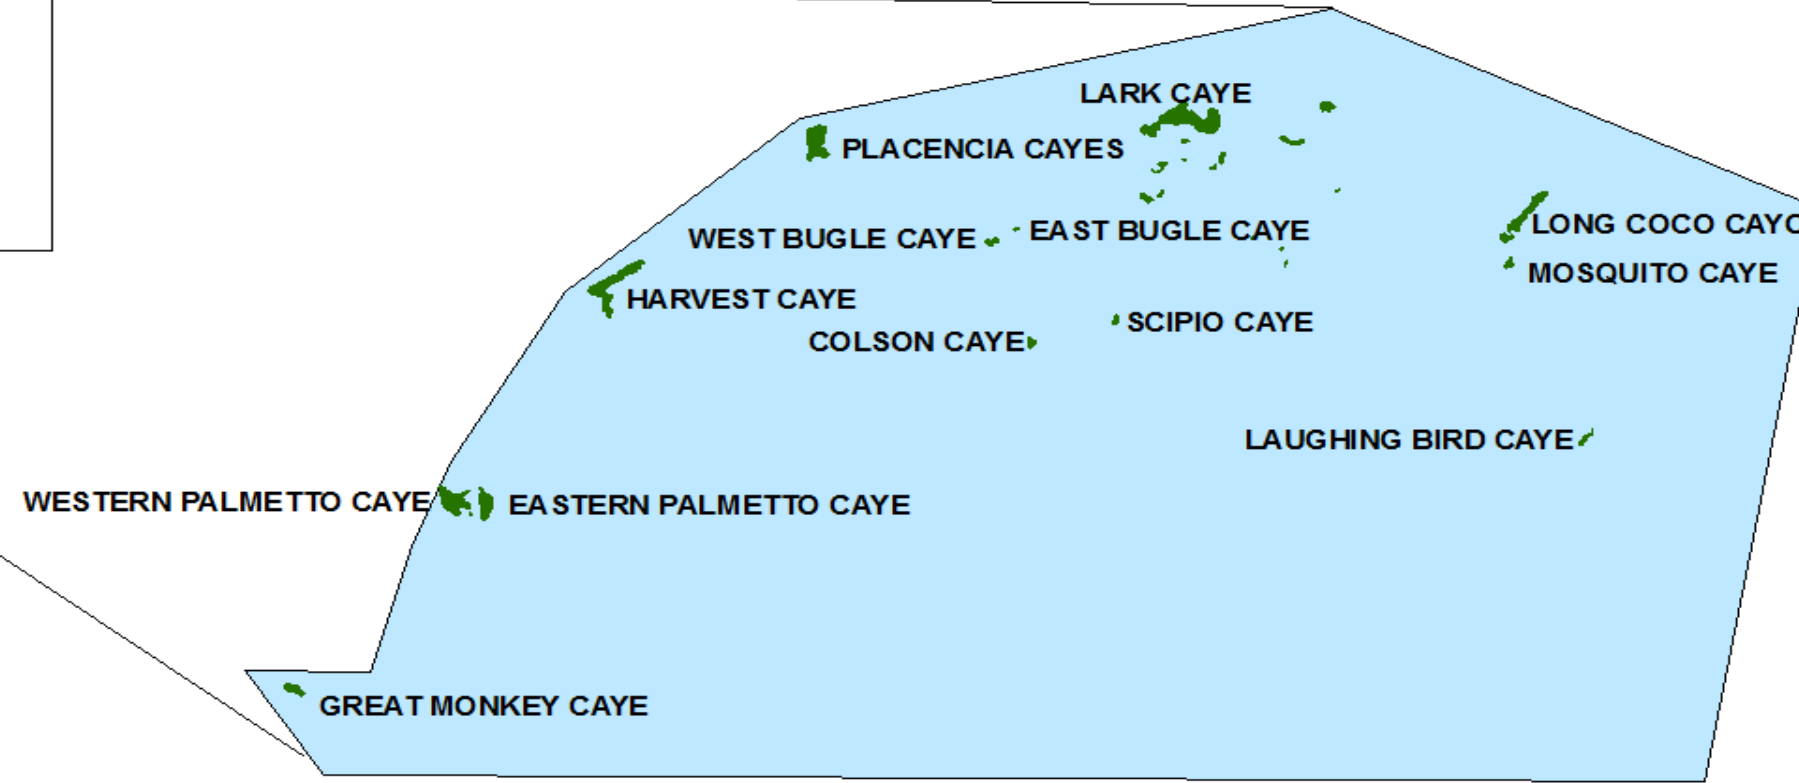 LARK CAYE
PLACENCIA CAYES
LONG COCO CAYO
EAST BUGLE CAYE
WEST BUGLE CAYE
MOSQUITO CAYE
HARVEST CAYE
SCIPIO CAYE
COLSON CAYE
LAUGHING BIRD CAYE
WESTERN PALMETTO CAYE
EASTERN PALMETTO CAYE
GREAT MONKEY CAYE